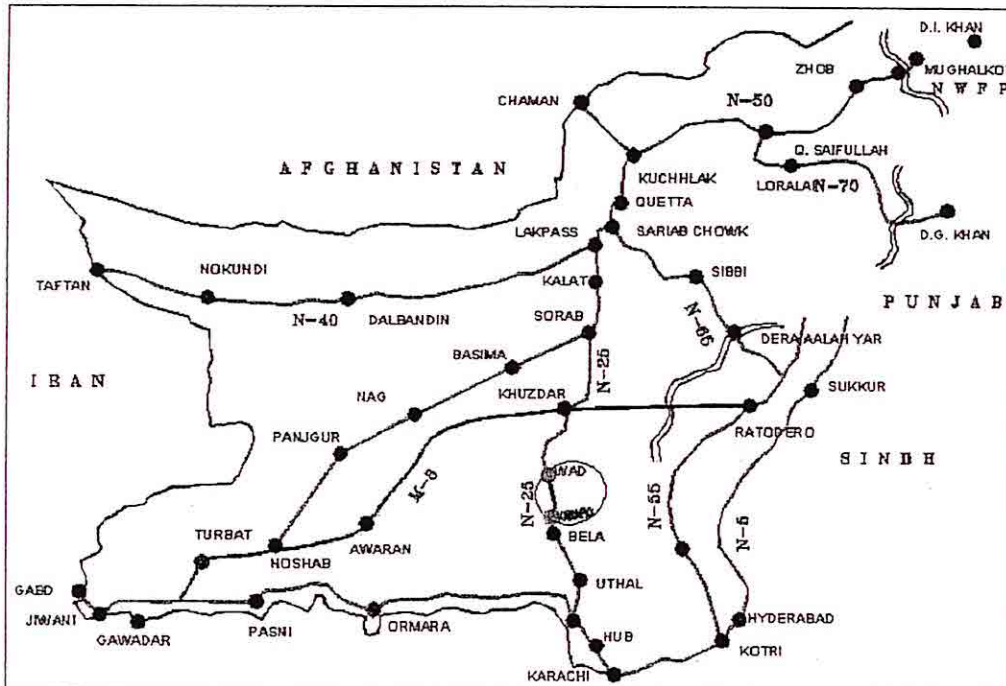 D.I. KHAN
ZHOB
MUGHALKO
NWFP
CHAMAN
N-50
Q. SAIFULLAH
AFGHANISTAN
KUCHHLAK
LORALAI
N-70
QUETTA
LAKPASS
SARIAB CHOWK
D.G. KHAN
TAFTAN
NOKUNDI
KALAT
SIBBI
N-40
DALBANDIN
SORAB
N-65
PUNJAB
DERA AALAH YAR
IRAN
BASIMA
N-25
SUKKUR
NAG
KHUZDAR
RATODERO
PANJGUR
SINDH
M-8
WAD
N-25
N-55
N-5
TURBAT
HOSHAB
AWARAN
BELA
GABD
UTHAL
JIWANI
GAWADAR
PASNI
ORMARA
HUB
HYDERABAD
KARACHI
KOTRI